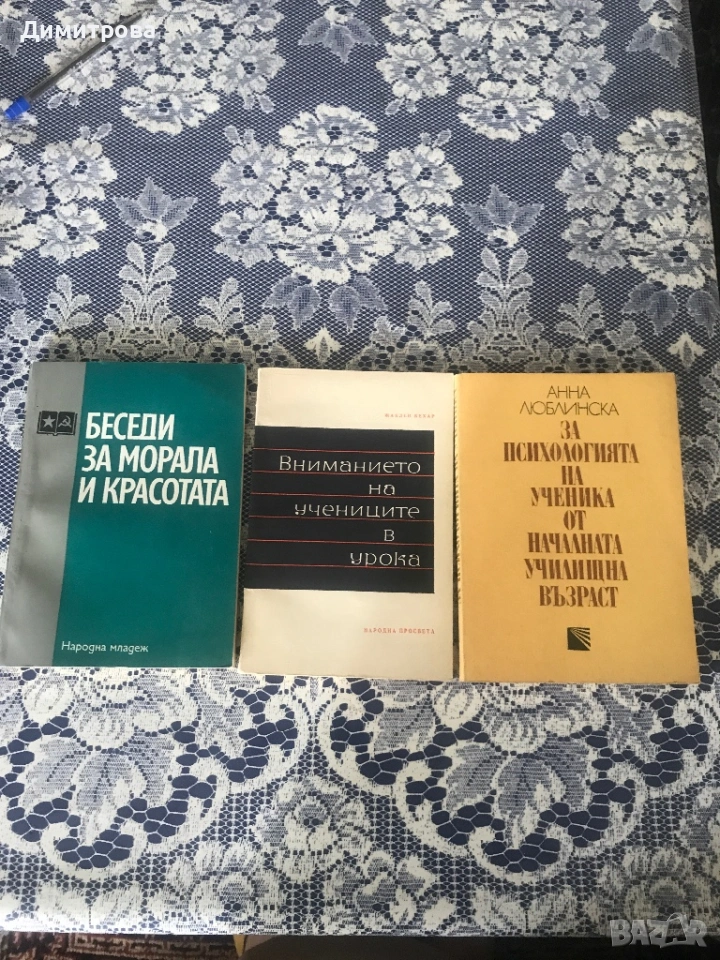 Димитрова
БЕСЕДИ
ЗА МОРАЛА
И КРАСОТАТА
Народна младеж
Вниманието
на
учениците
в
урока
НАРОДНА ПРОСВЕТА
АННА
ЛЮБЛИНСКА
ЗА
ПСИХОЛОГИЯТА
НА
УЧЕНИКА
ОТ
НАЧАЛНАТА
УЧИЛИЩНА
ВЪЗРАСТ
BAZAR